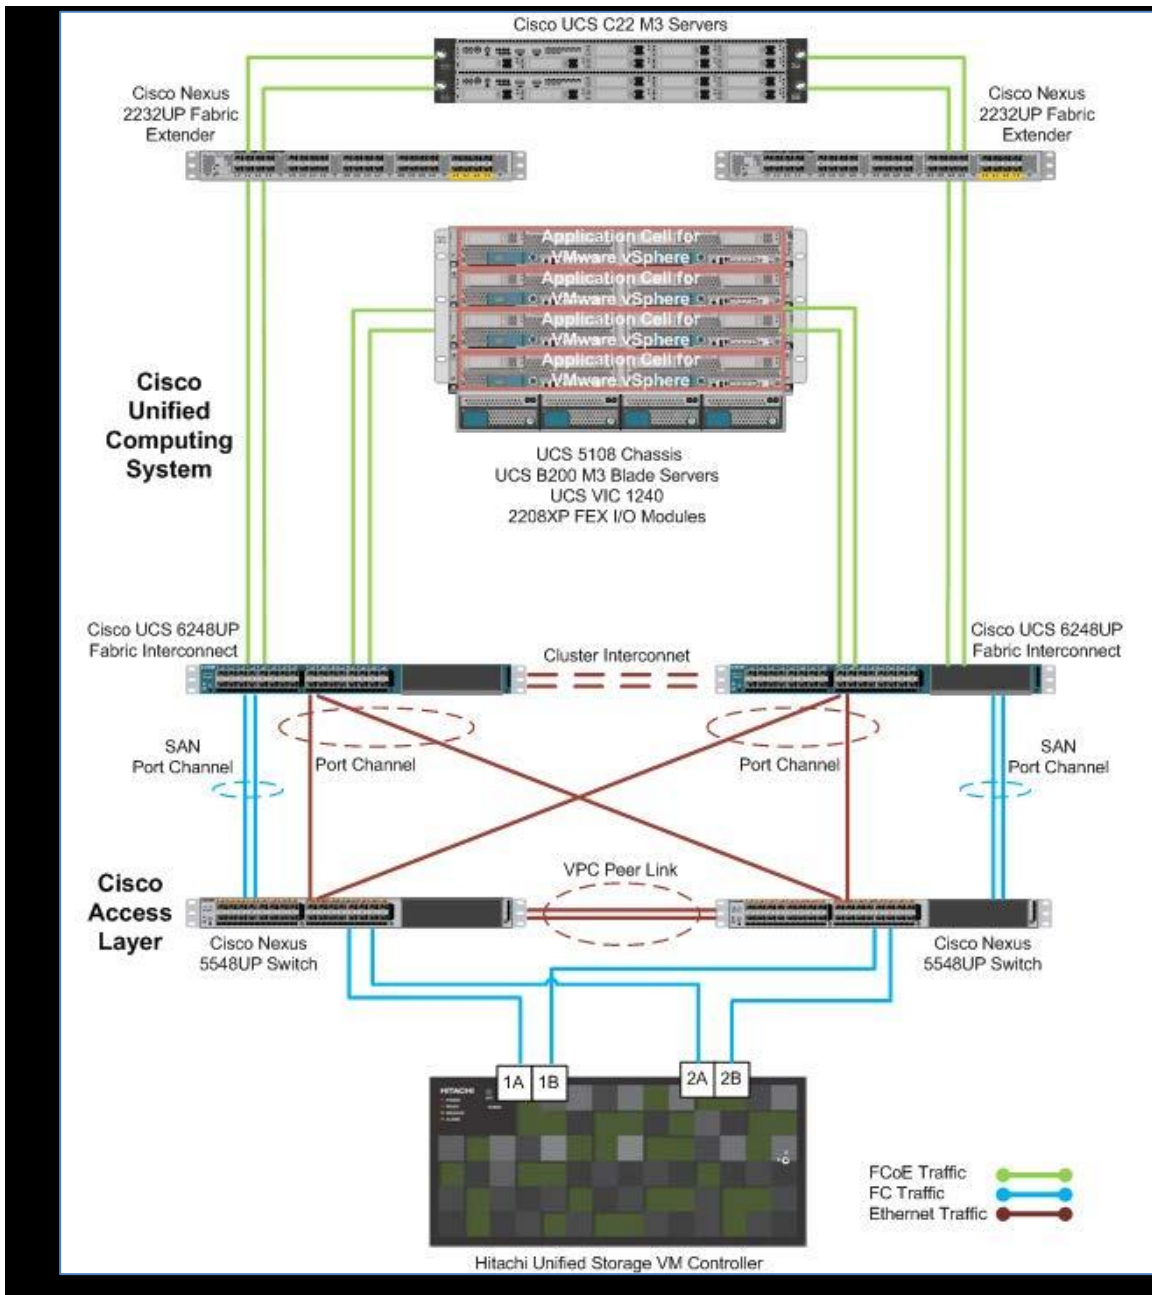 Cisco UCS C22 M3 Servers
Cisco Nexus
2232UP Fabric
Extender
Cisco Nexus
2232UP Fabric
Extender
Application Cell for
VMware vSphere
Application Cell for
VMware vSphere
Application Cell for
VMware vSphere
Application Cell for
VMware vSphere
Cisco
Unified
Computing
System
UCS 5108 Chassis
UCS B200 M3 Blade Servers
UCS VIC 1240
2208XP FEX I/O Modules
Cisco UCS 6248UP
Fabric Interconnect
Cluster Interconnet
Cisco UCS 6248UP
Fabric Interconnect
SAN
Port Channel
Port Channel
Port Channel
SAN
Port Channel
VPC Peer Link
Cisco
Access
Layer
Cisco Nexus
5548UP Switch
Cisco Nexus
5548UP Switch
1A 1B 2A 2B
HITACHI
FCoE Traffic
FC Traffic
Ethernet Traffic
Hitachi Unified Storage VM Controller